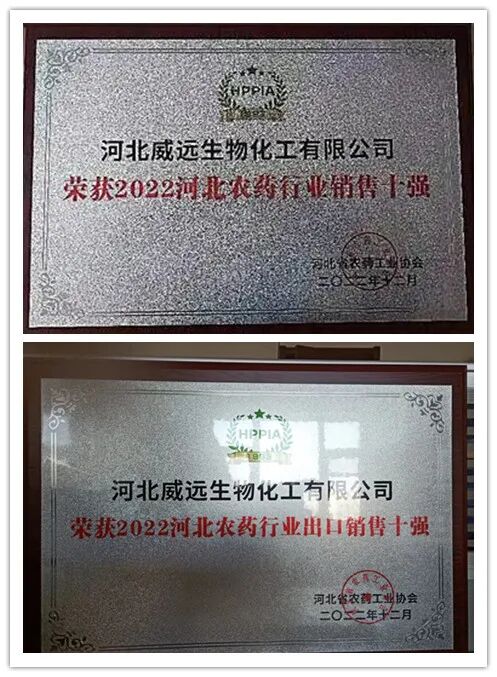 HPPIA
河北威远生物化工有限公司
荣获2022河北农药行业销售十强
河北省农药工业协会
二〇二二年十二月
HPPIA
河北威远生物化工有限公司
荣获2022河北农药行业出口销售十强
河北省农药工业协会
二〇二二年十二月